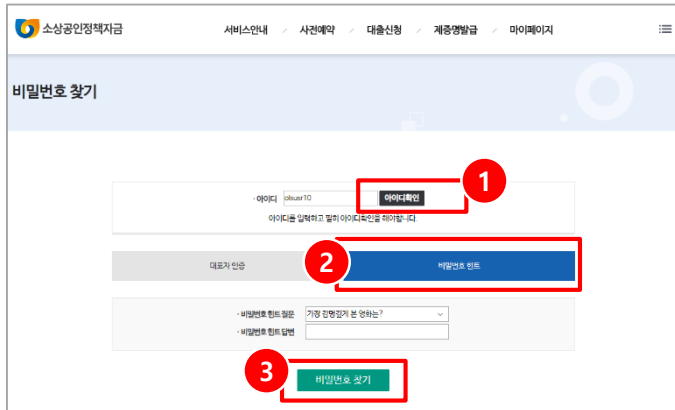 소상공인정책자금
서비스안내 / 사전예약 / 대출신청 / 제증명발급 / 마이페이지
비밀번호 찾기
1
· 아이디 olsusr10 아이디확인
아이디를 입력하고 필히 아이디확인을 해야합니다.
대표자 인증 2 비밀번호 힌트
· 비밀번호 힌트 질문 가장 감명깊게 본 영화는?
· 비밀번호 힌트 답변
3 비밀번호 찾기